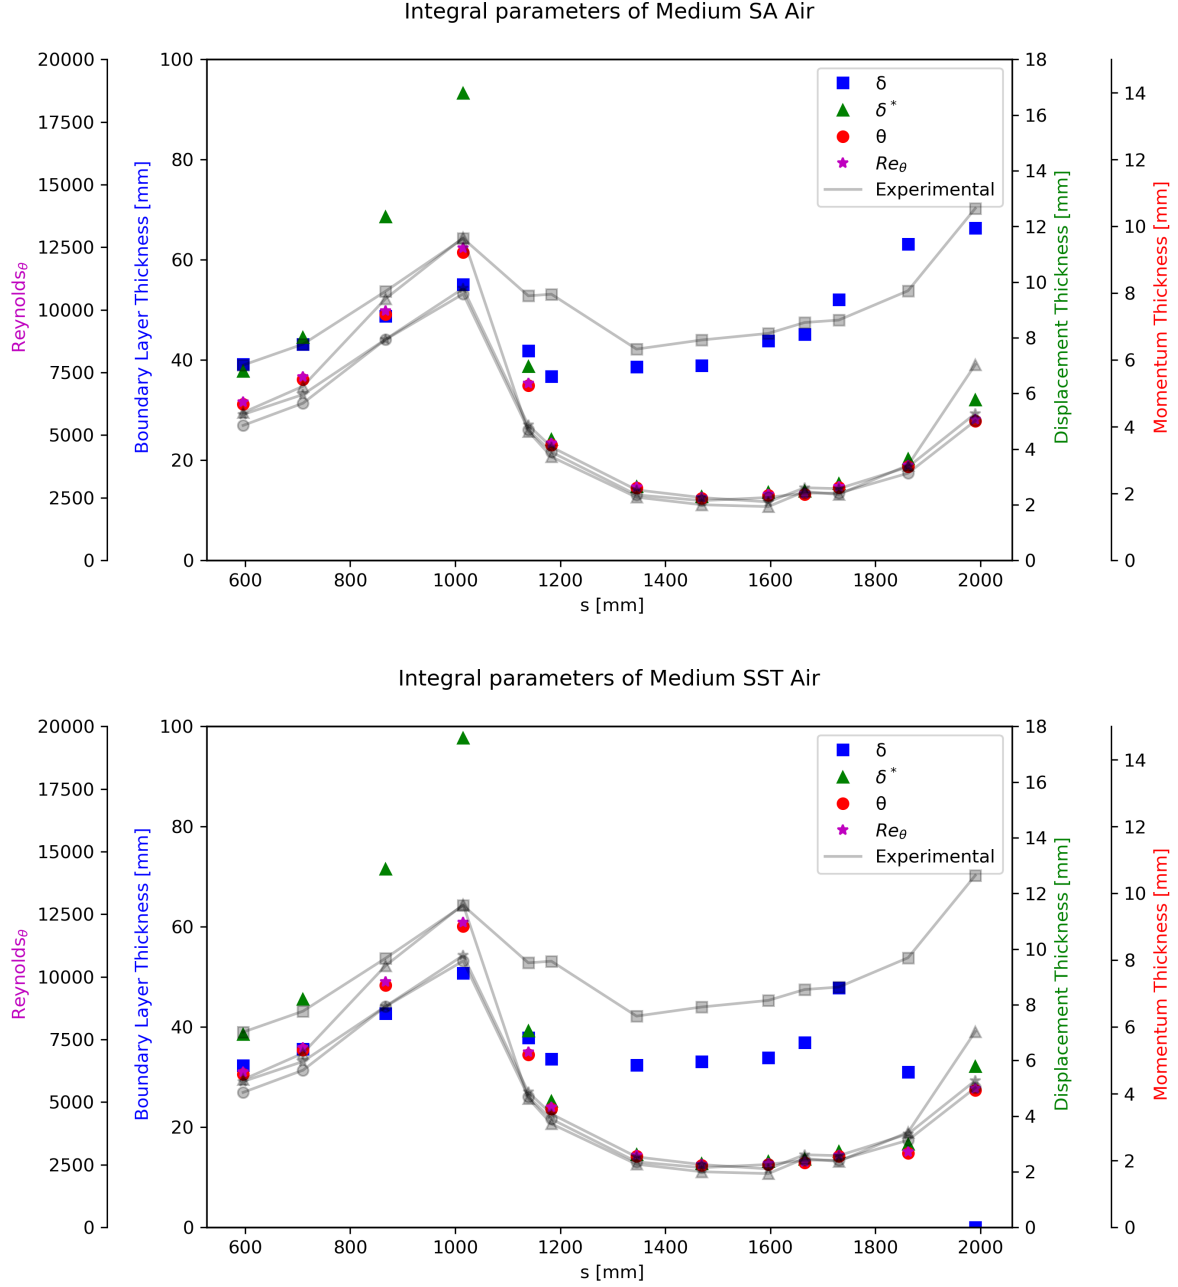 Integral parameters of Medium SA Air
20000
17500
15000
12500
10000
7500
5000
2500
0
Reynoldsθ
100
80
60
40
20
0
Boundary Layer Thickness [mm]
δ
δ*
θ
Reθ
Experimental
18
16
14
12
10
8
6
4
2
0
Displacement Thickness [mm]
14
12
10
8
6
4
2
0
Momentum Thickness [mm]
600 800 1000 1200 1400 1600 1800 2000
s [mm]
Integral parameters of Medium SST Air
20000
17500
15000
12500
10000
7500
5000
2500
0
Reynoldsθ
100
80
60
40
20
0
Boundary Layer Thickness [mm]
δ
δ*
θ
Reθ
Experimental
18
16
14
12
10
8
6
4
2
0
Displacement Thickness [mm]
14
12
10
8
6
4
2
0
Momentum Thickness [mm]
600 800 1000 1200 1400 1600 1800 2000
s [mm]